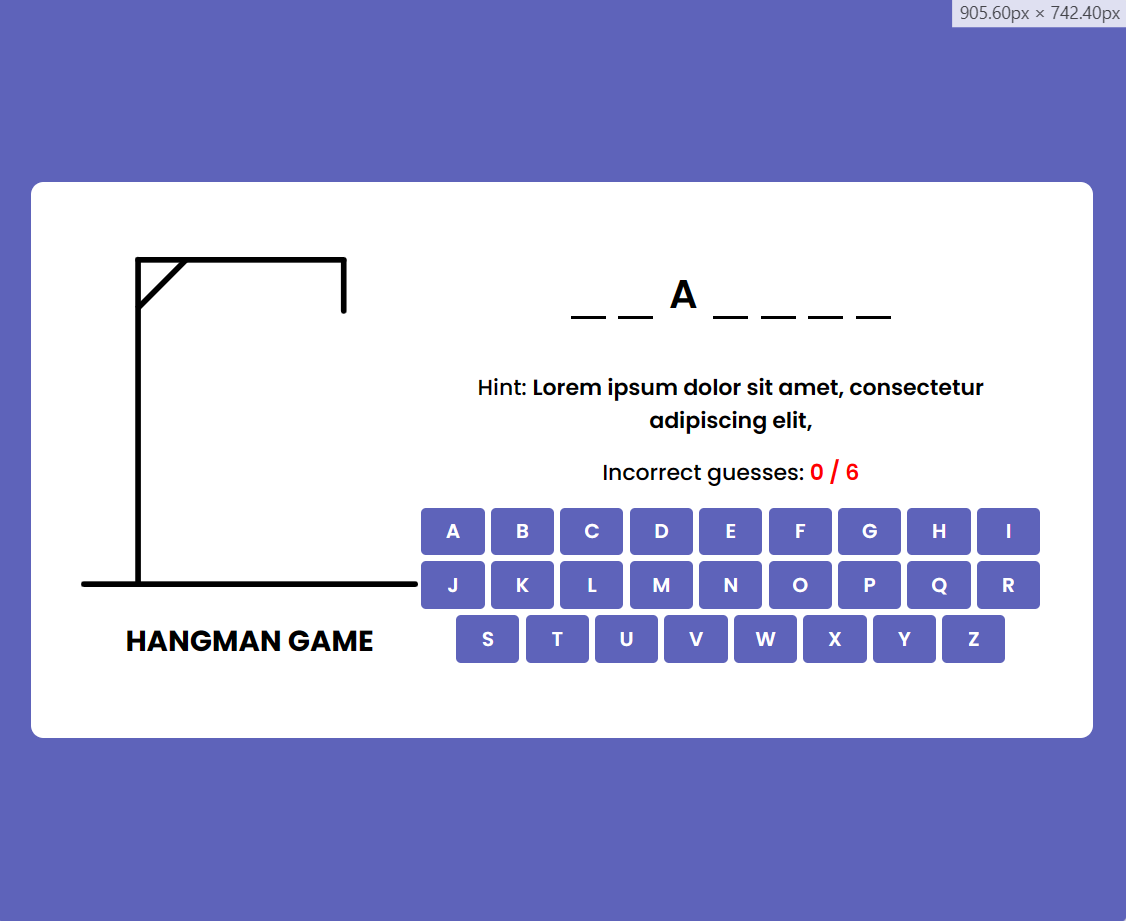 905.60px × 742.40px
A
Hint: Lorem ipsum dolor sit amet, consectetur
adipiscing elit,
Incorrect guesses: 0 / 6
A B C D E F G H I
J K L M N O P Q R
S T U V W X Y Z
HANGMAN GAME